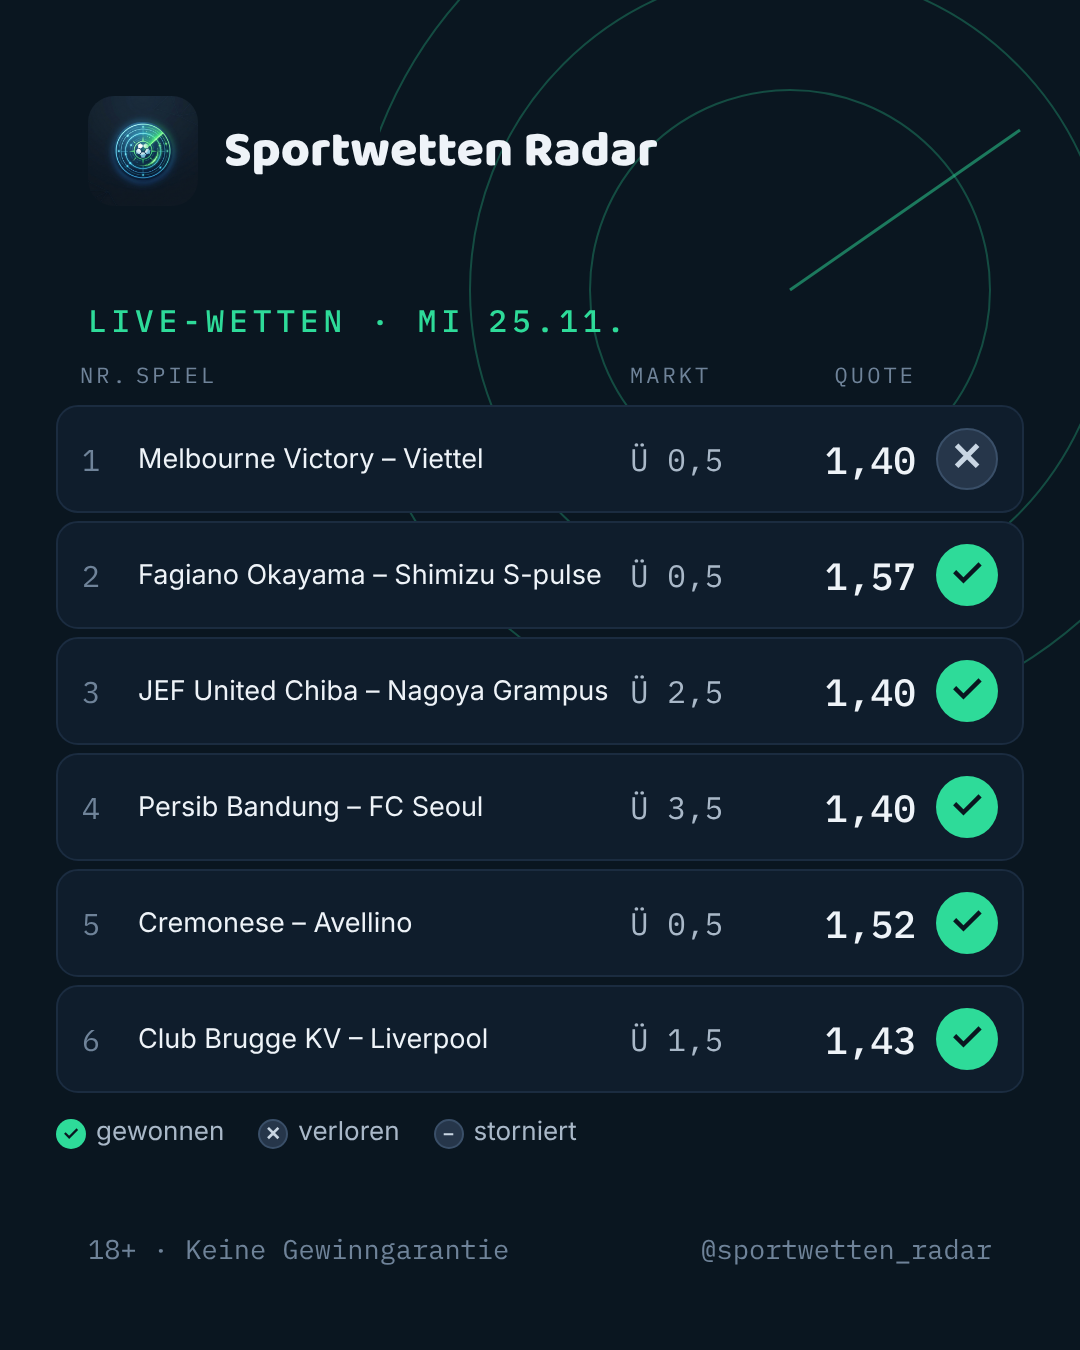 Sportwetten Radar
LIVE-WETTEN · MI 25.11.
NR. SPIEL MARKT QUOTE
1 Melbourne Victory – Viettel Ü 0,5 1,40
2 Fagiano Okayama – Shimizu S-pulse Ü 0,5 1,57
3 JEF United Chiba – Nagoya Grampus Ü 2,5 1,40
4 Persib Bandung – FC Seoul Ü 3,5 1,40
5 Cremonese – Avellino Ü 0,5 1,52
6 Club Brugge KV – Liverpool Ü 1,5 1,43
gewonnen verloren storniert
18+ · Keine Gewinngarantie @sportwetten_radar